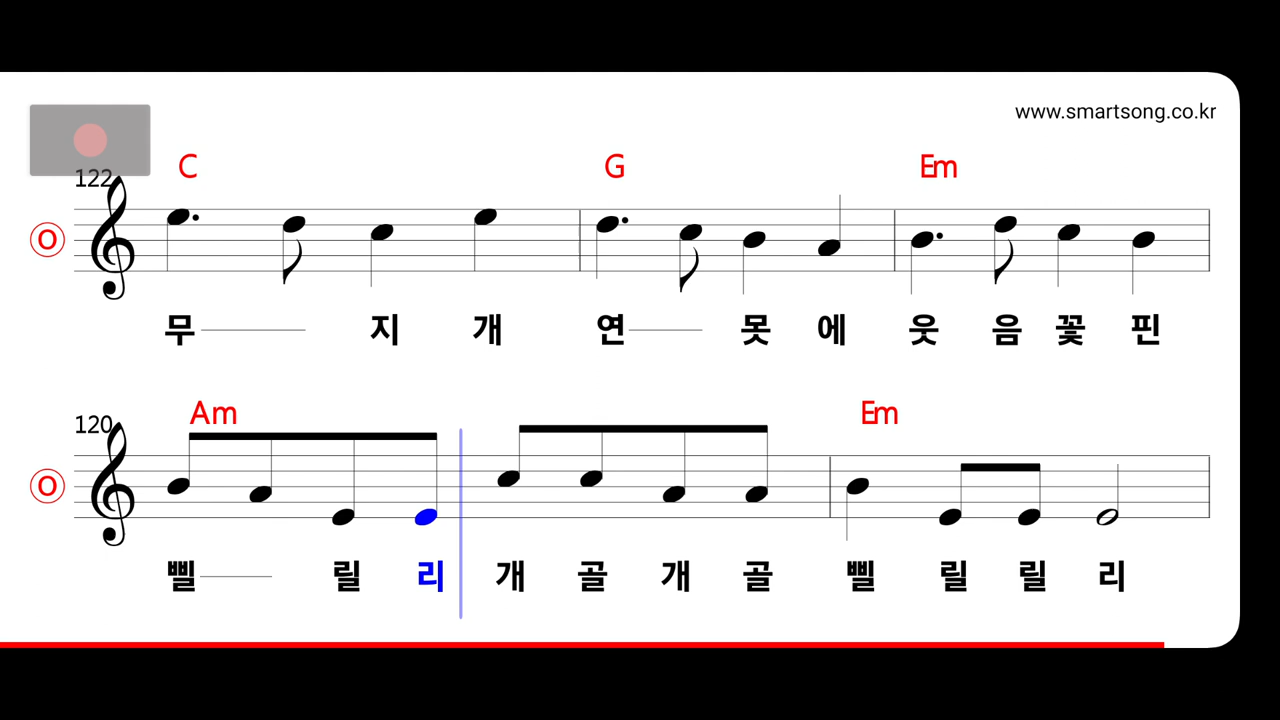 www.smartsong.co.kr
122 C G Em
O
무 지 개 연 못 에 웃 음 꽃 핀
120 Am Em
O
삘 릴 리 개 골 개 골 삘 릴 릴 리